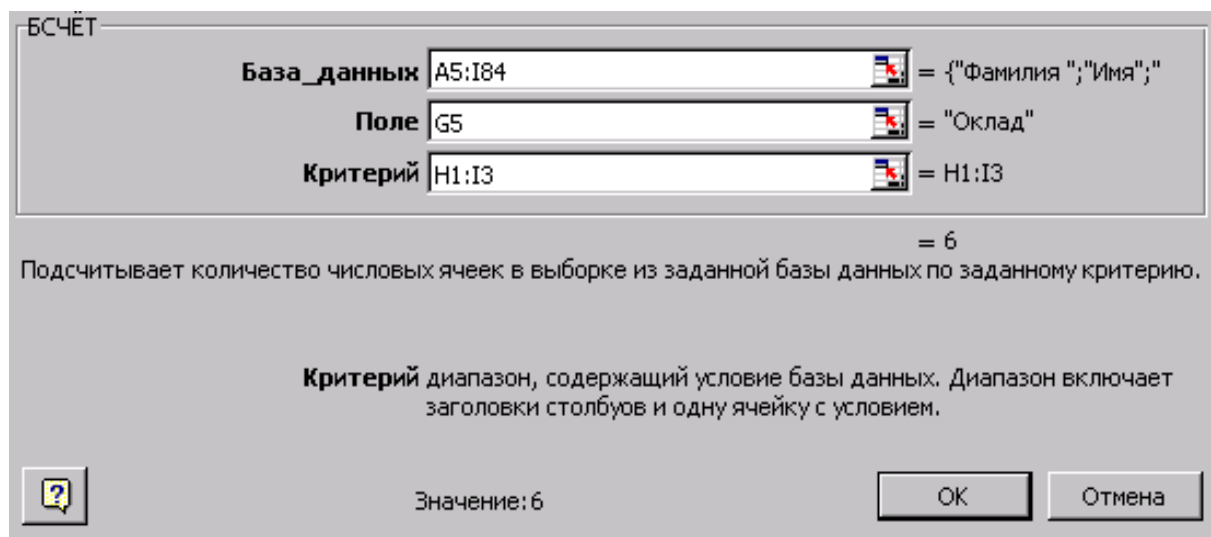 БСЧЁТ
База_данных A5:I84 = {"Фамилия ";"Имя";"
Поле G5 = "Оклад"
Критерий H1:I3 = H1:I3
= 6
Подсчитывает количество числовых ячеек в выборке из заданной базы данных по заданному критерию.
Критерий диапазон, содержащий условие базы данных. Диапазон включает
заголовки столбуов и одну ячейку с условием.
? Значение:6 OK Отмена